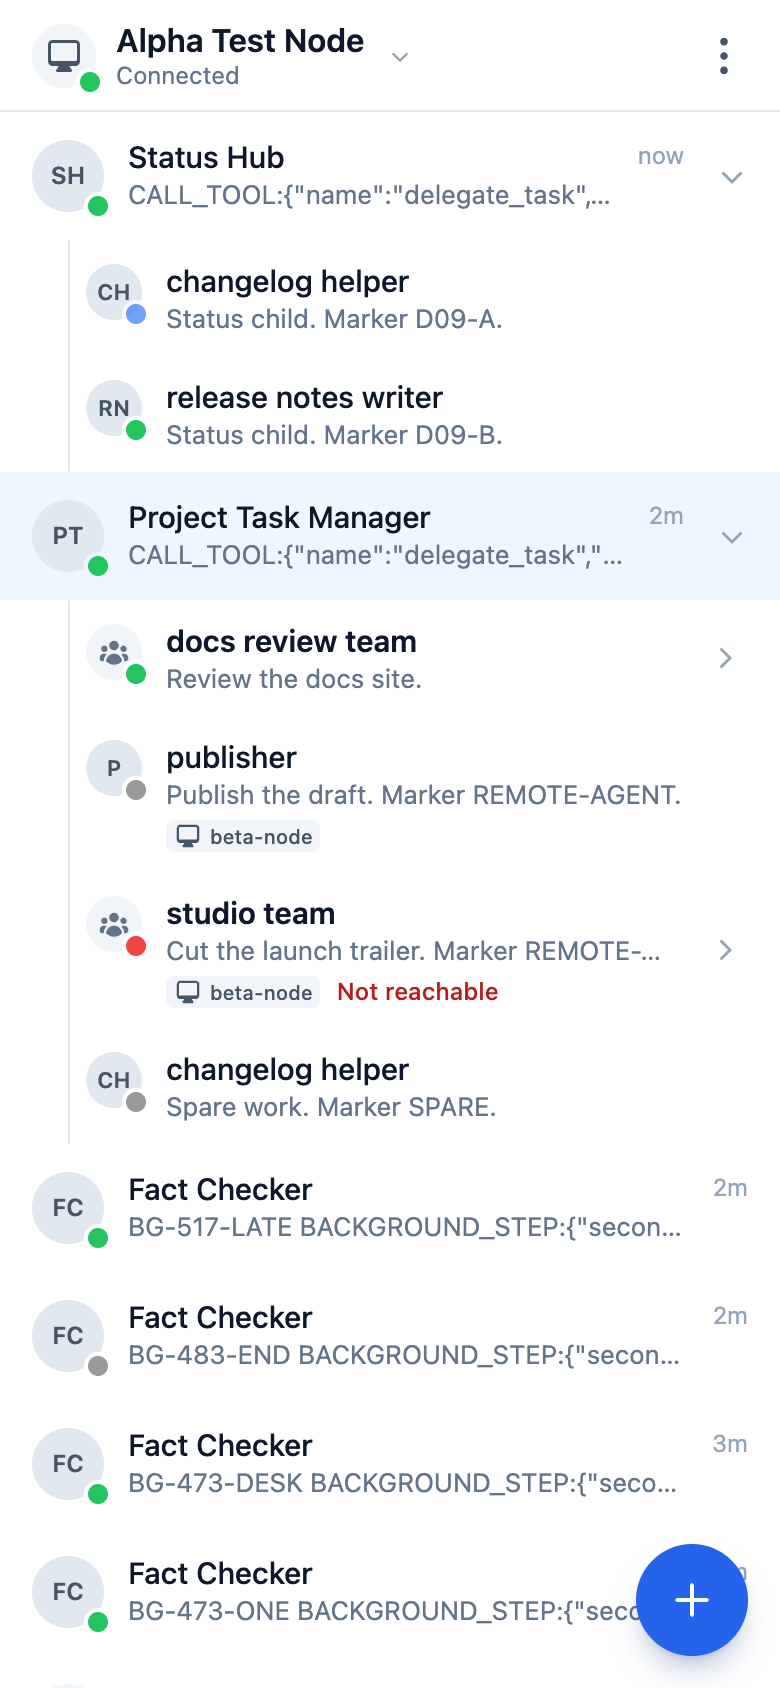 Alpha Test Node
Connected
SH
Status Hub
now
CALL_TOOL:{"name":"delegate_task",...
CH
changelog helper
Status child. Marker D09-A.
RN
release notes writer
Status child. Marker D09-B.
PT
Project Task Manager
2m
CALL_TOOL:{"name":"delegate_task","...
docs review team
Review the docs site.
P
publisher
Publish the draft. Marker REMOTE-AGENT.
beta-node
studio team
Cut the launch trailer. Marker REMOTE-...
beta-node
Not reachable
CH
changelog helper
Spare work. Marker SPARE.
FC
Fact Checker
2m
BG-517-LATE BACKGROUND_STEP:{"secon...
FC
Fact Checker
2m
BG-483-END BACKGROUND_STEP:{"secon...
FC
Fact Checker
3m
BG-473-DESK BACKGROUND_STEP:{"seco...
FC
Fact Checker
BG-473-ONE BACKGROUND_STEP:{"sec